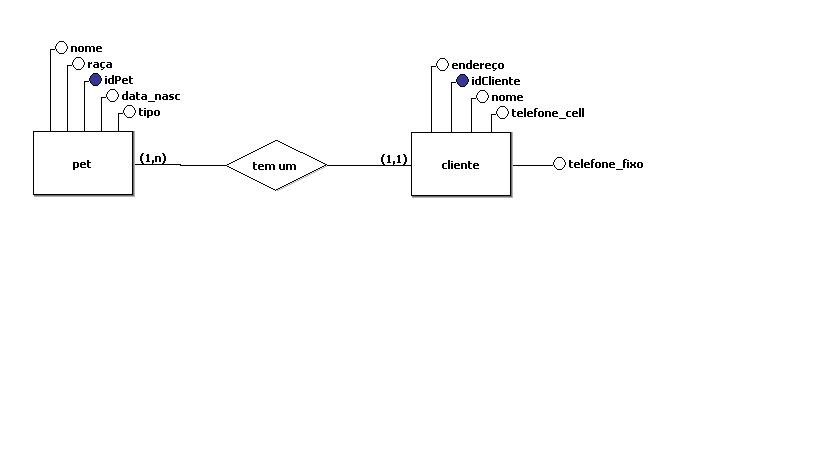 nome
raça
idPet
data_nasc
tipo
pet
(1,n)
tem um
(1,1)
endereço
idCliente
nome
telefone_cell
cliente
telefone_fixo